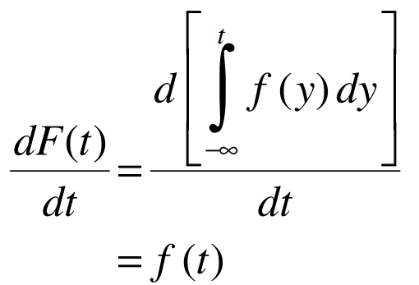 dF(t)/dt = d[∫_{-∞}^{t} f(y) dy]/dt
= f(t)